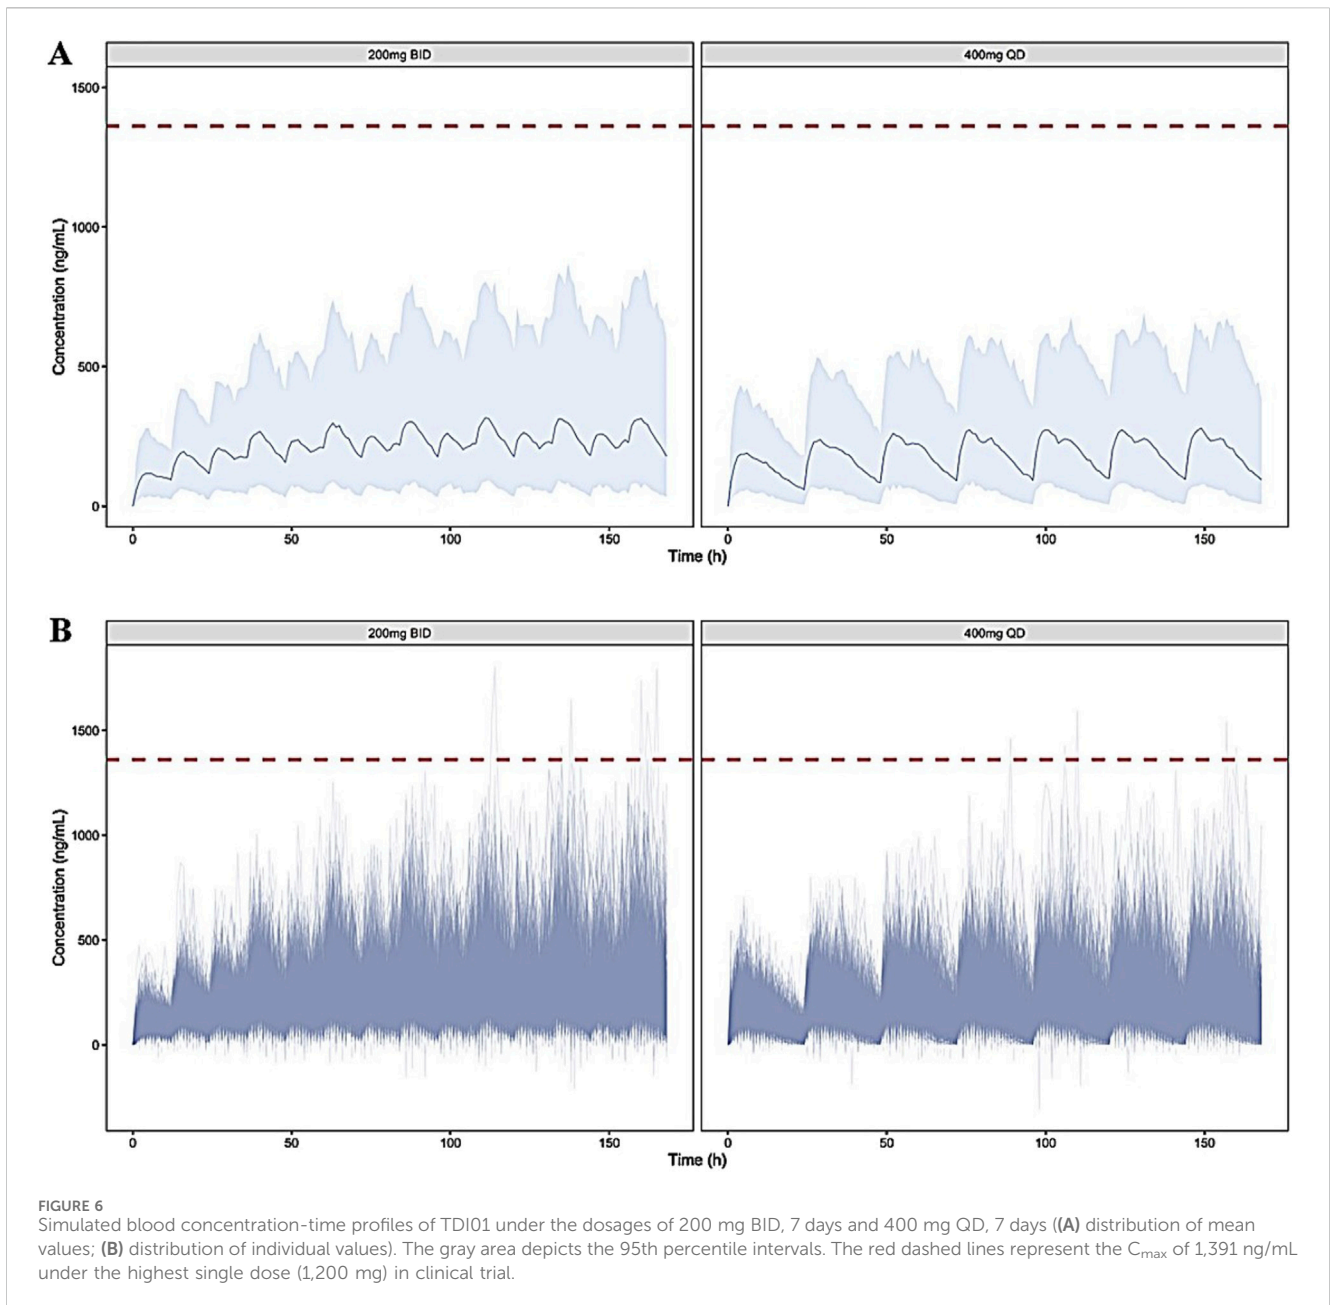 A
200mg BID
400mg QD
1500
1000
500
0
Concentration (ng/mL)
0
50
100
150
0
50
100
150
Time (h)
B
200mg BID
400mg QD
1500
1000
500
0
Concentration (ng/mL)
0
50
100
150
0
50
100
150
Time (h)
FIGURE 6
Simulated blood concentration-time profiles of TDI01 under the dosages of 200 mg BID, 7 days and 400 mg QD, 7 days ((A) distribution of mean
values; (B) distribution of individual values). The gray area depicts the 95th percentile intervals. The red dashed lines represent the Cmax of 1,391 ng/mL
under the highest single dose (1,200 mg) in clinical trial.